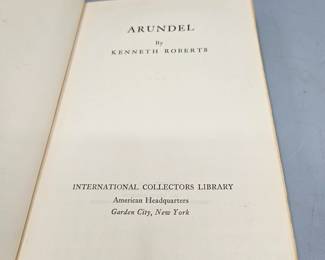 ARUNDEL
By
KENNETH ROBERTS
INTERNATIONAL COLLECTORS LIBRARY
American Headquarters
Garden City, New York